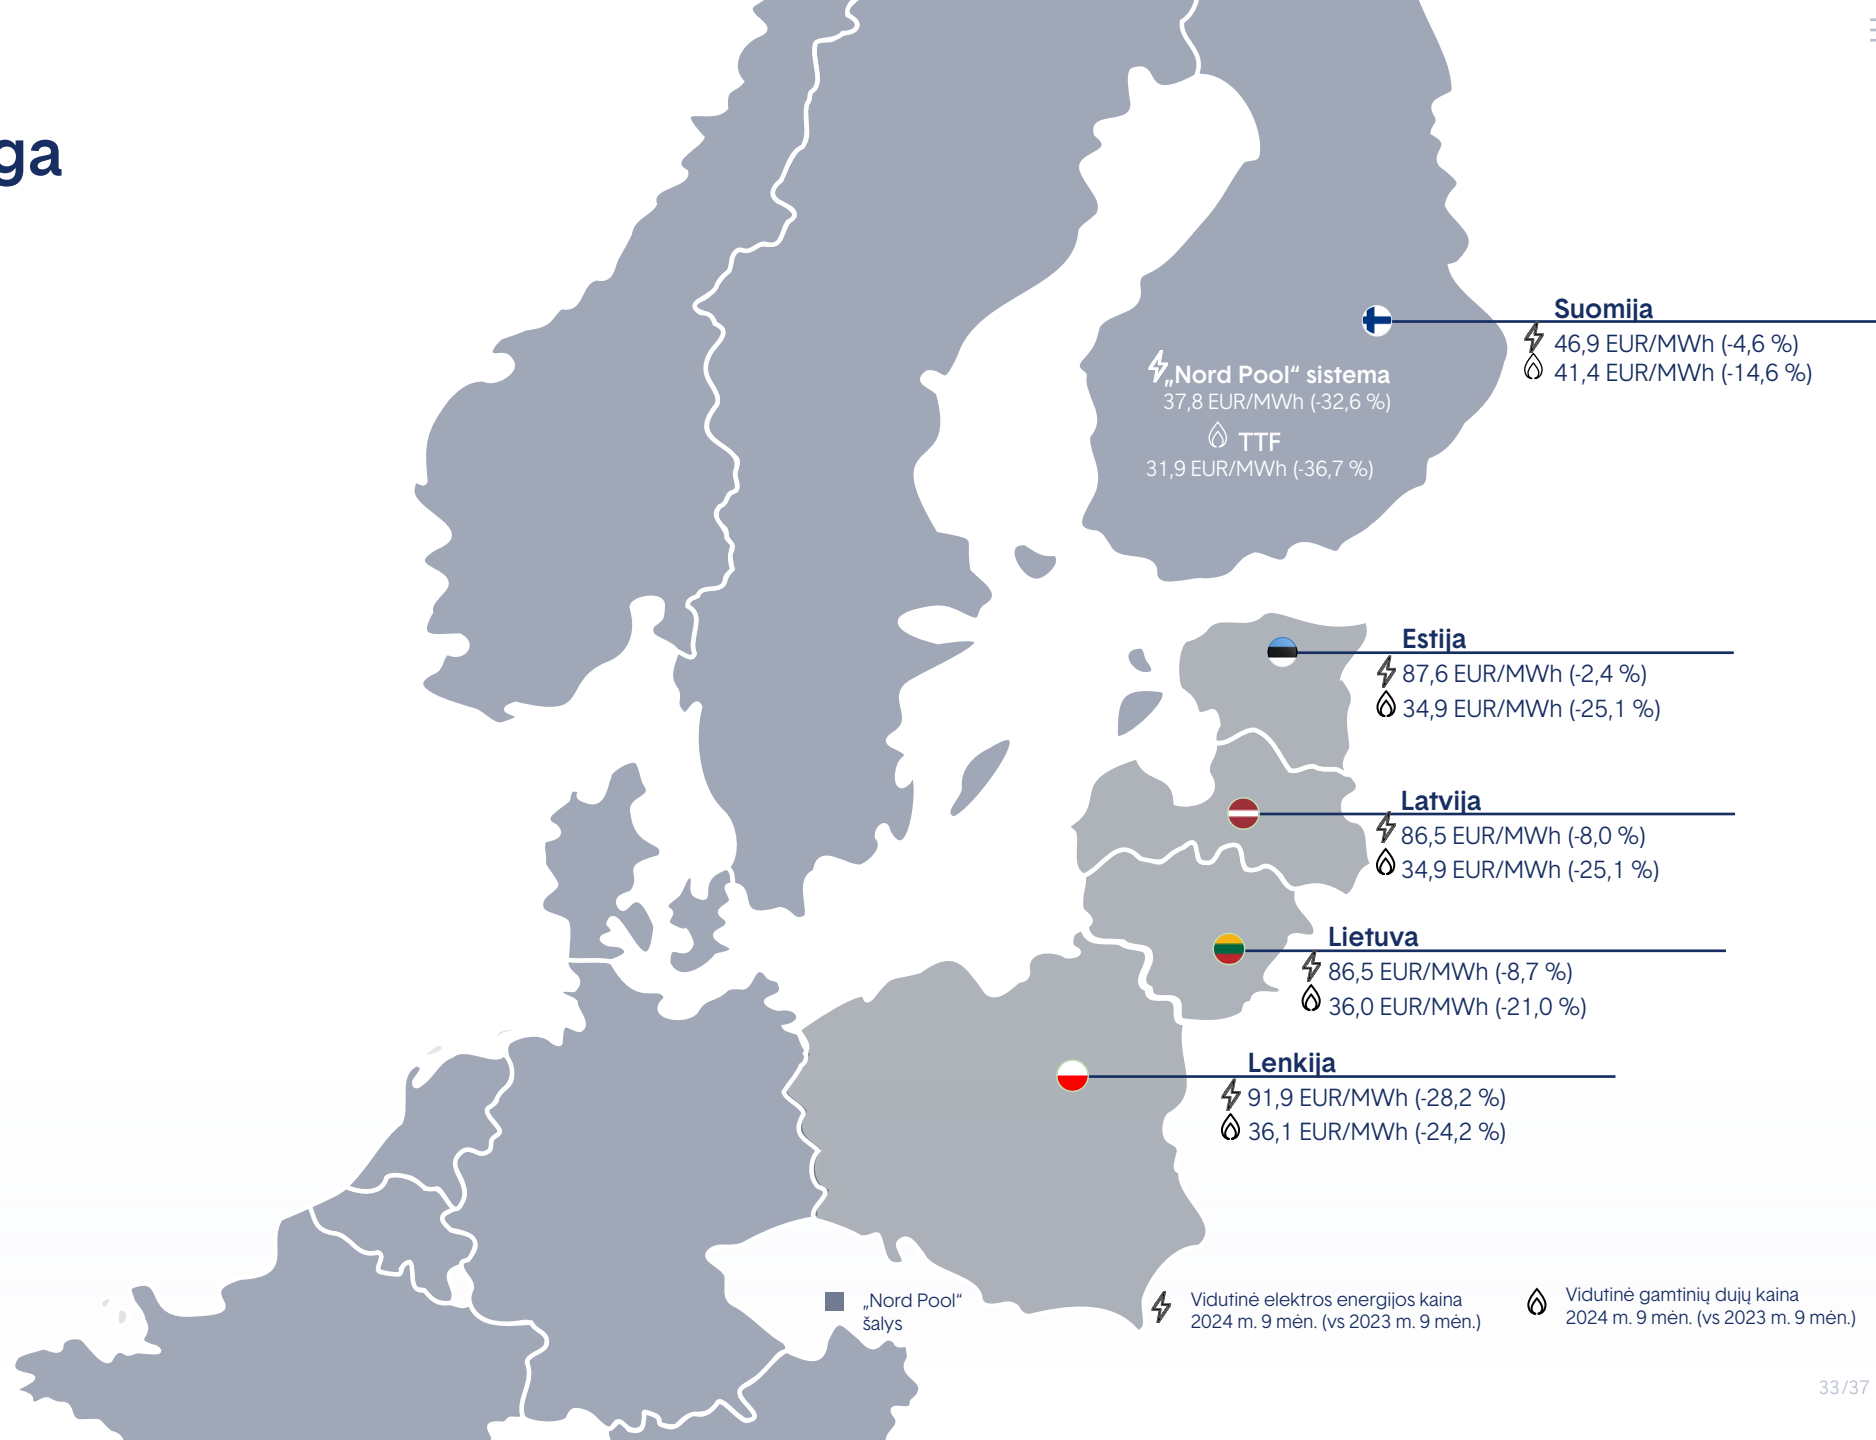 ga
Suomija
46,9 EUR/MWh (-4,6 %)
41,4 EUR/MWh (-14,6 %)
„Nord Pool“ sistema
37,8 EUR/MWh (-32,6 %)
TTF
31,9 EUR/MWh (-36,7 %)
Estija
87,6 EUR/MWh (-2,4 %)
34,9 EUR/MWh (-25,1 %)
Latvija
86,5 EUR/MWh (-8,0 %)
34,9 EUR/MWh (-25,1 %)
Lietuva
86,5 EUR/MWh (-8,7 %)
36,0 EUR/MWh (-21,0 %)
Lenkija
91,9 EUR/MWh (-28,2 %)
36,1 EUR/MWh (-24,2 %)
„Nord Pool“
šalys
Vidutinė elektros energijos kaina
2024 m. 9 mėn. (vs 2023 m. 9 mėn.)
Vidutinė gamtinių dujų kaina
2024 m. 9 mėn. (vs 2023 m. 9 mėn.)
33/37